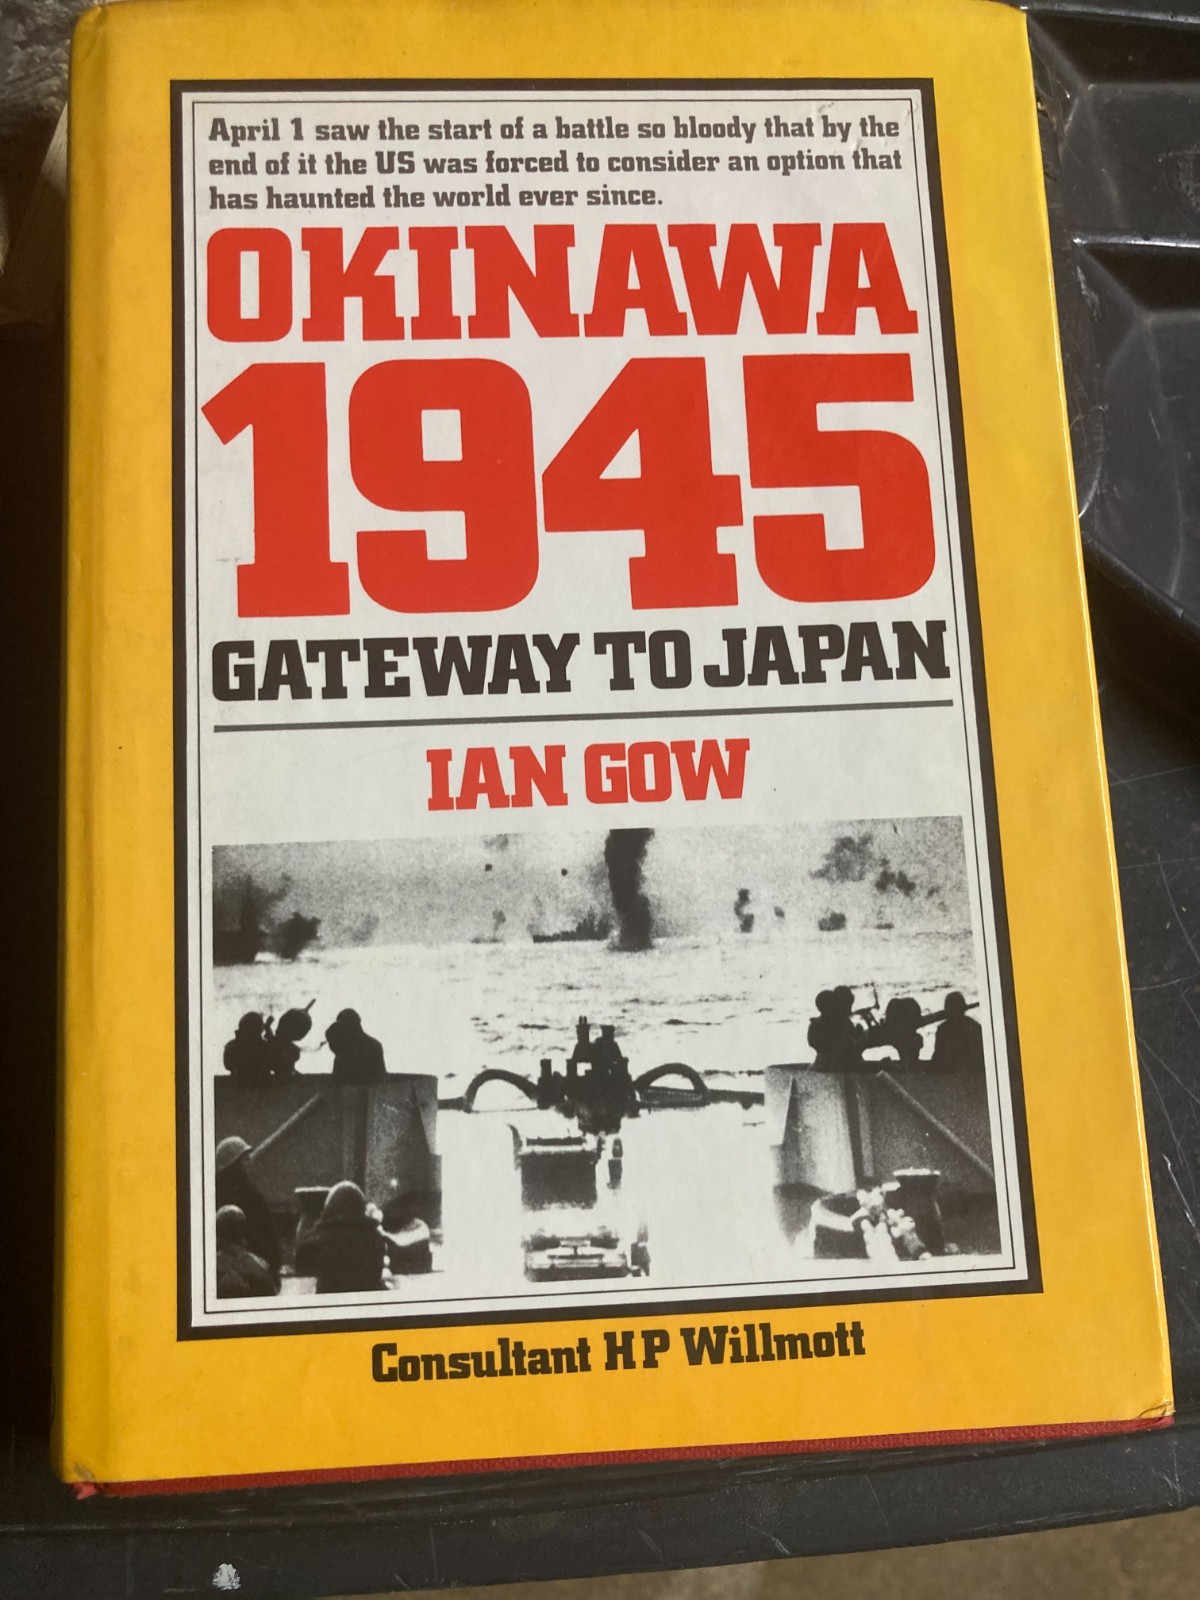 April 1 saw the start of a battle so bloody that by the
end of it the US was forced to consider an option that
has haunted the world ever since.
OKINAWA
1945
GATEWAY TO JAPAN
IAN GOW
Consultant HP Willmott